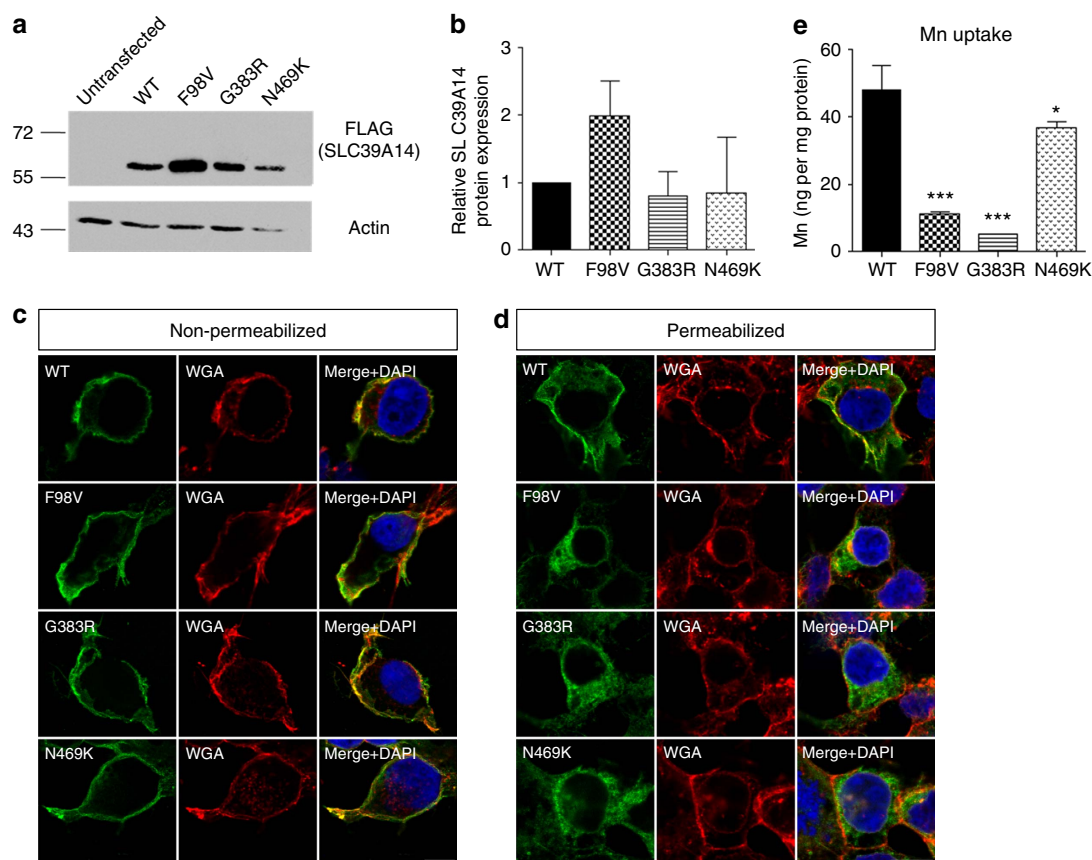 a
Untransfected
WT
F98V
G383R
N469K
72
55
43
FLAG
(SLC39A14)
Actin
b
Relative SL C39A14
protein expression
3
2
1
0
WT
F98V
G383R
N469K
e
Mn uptake
Mn (ng per mg protein)
60
40
20
0
***
***
*
WT
F98V
G383R
N469K
c
Non-permeabilized
WT
WGA
Merge+DAPI
F98V
WGA
Merge+DAPI
G383R
WGA
Merge+DAPI
N469K
WGA
Merge+DAPI
d
Permeabilized
WT
WGA
Merge+DAPI
F98V
WGA
Merge+DAPI
G383R
WGA
Merge+DAPI
N469K
WGA
Merge+DAPI